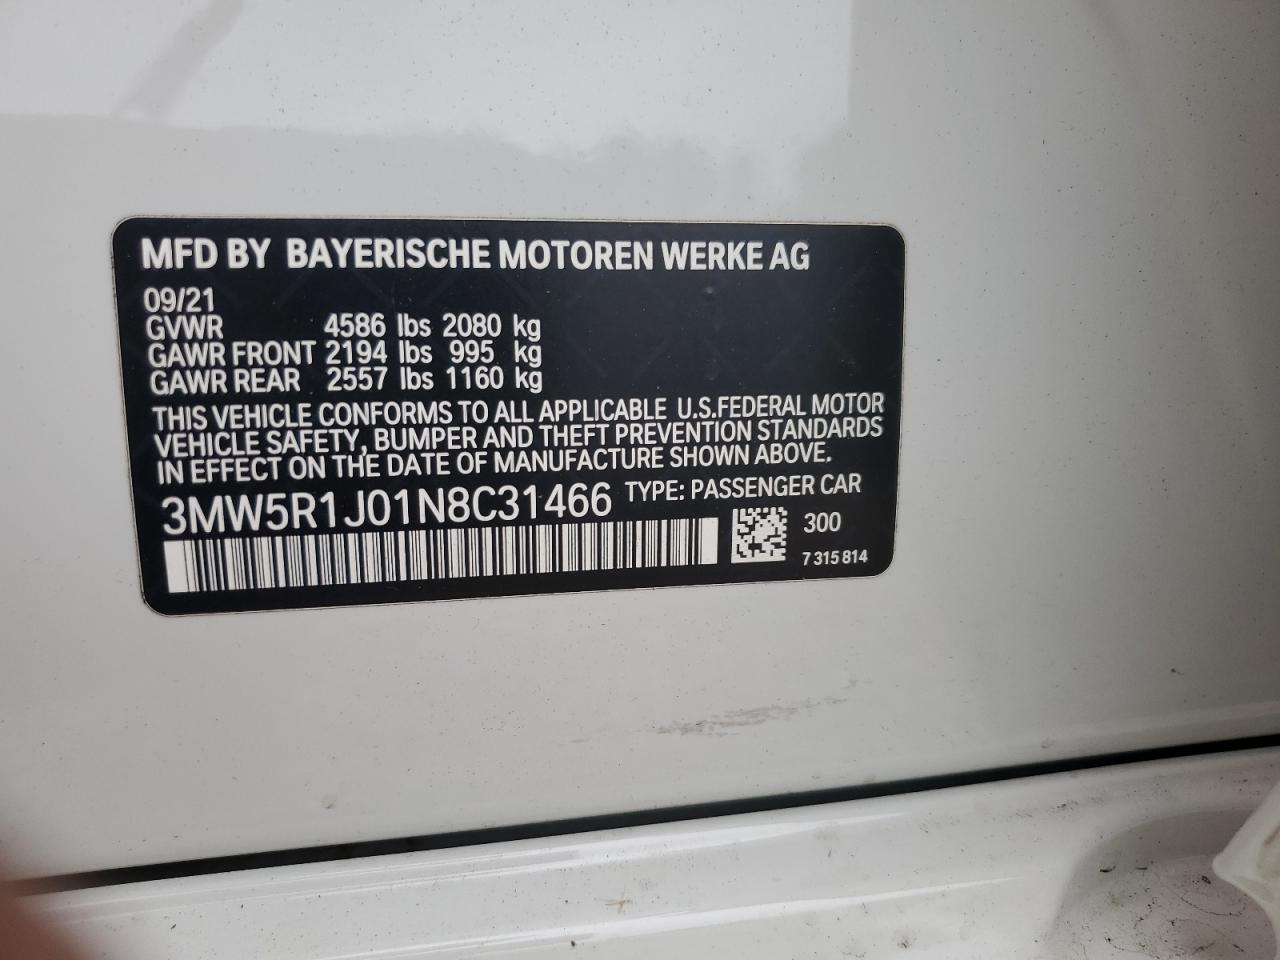 MFD BY BAYERISCHE MOTOREN WERKE AG
09/21
GVWR 4586 lbs 2080 kg
GAWR FRONT 2194 lbs 995 kg
GAWR REAR 2557 lbs 1160 kg
THIS VEHICLE CONFORMS TO ALL APPLICABLE U.S.FEDERAL MOTOR
VEHICLE SAFETY, BUMPER AND THEFT PREVENTION STANDARDS
IN EFFECT ON THE DATE OF MANUFACTURE SHOWN ABOVE.
3MW5R1J01N8C31466 TYPE: PASSENGER CAR
300
7 315 814